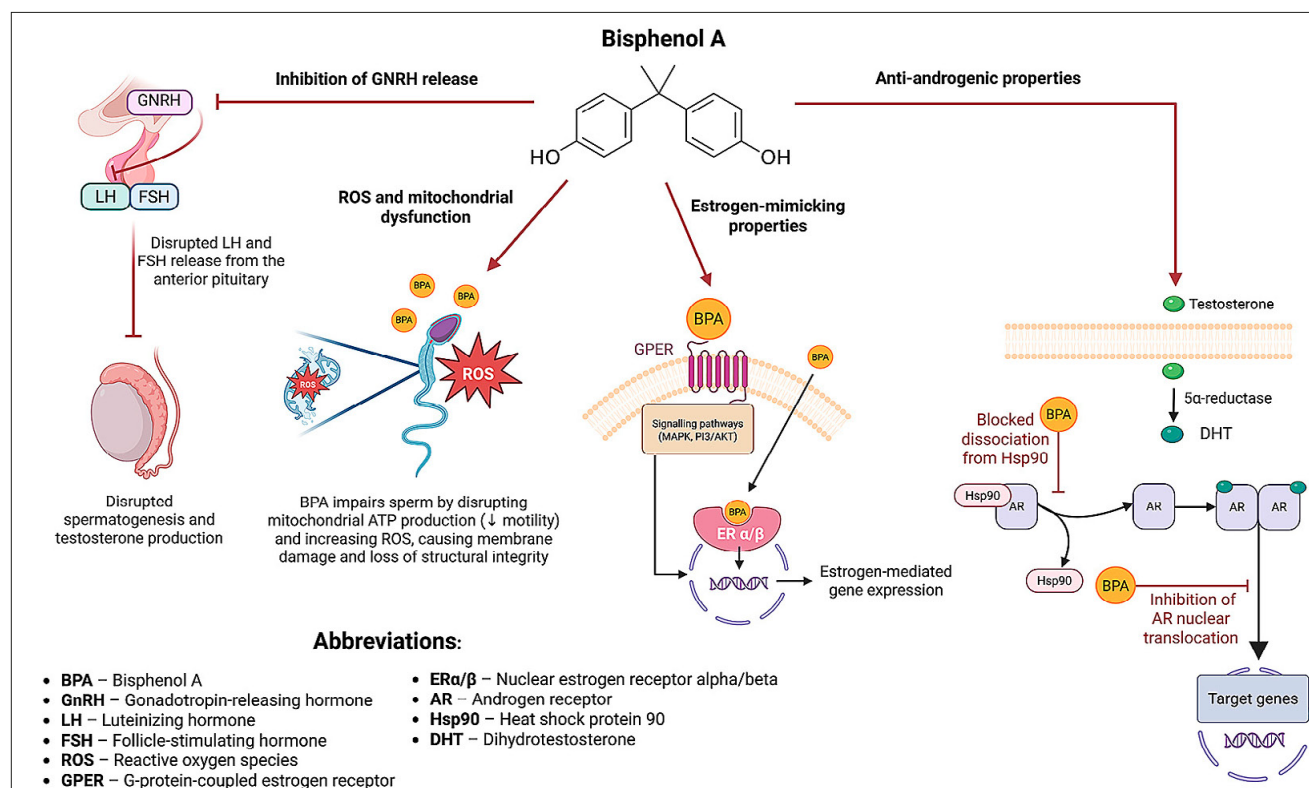 Bisphenol A
Inhibition of GNRH release
Anti-androgenic properties
GNRH
HO
OH
LH
FSH
ROS and mitochondrial
dysfunction
Estrogen-mimicking
properties
Disrupted LH and
FSH release from the
anterior pituitary
BPA
BPA
BPA
ROS
ROS
Disrupted
spermatogenesis and
testosterone production
BPA impairs sperm by disrupting
mitochondrial ATP production (↓ motility)
and increasing ROS, causing membrane
damage and loss of structural integrity
BPA
GPER
BPA
Signalling pathways
(MAPK, PI3/AKT)
BPA
ER α/β
Estrogen-mediated
gene expression
Testosterone
5α-reductase
DHT
Blocked
dissociation
from Hsp90
BPA
Hsp90
AR
AR
AR
AR
Hsp90
BPA
Inhibition of
AR nuclear
translocation
Target genes
Abbreviations:
• BPA – Bisphenol A
• GnRH – Gonadotropin-releasing hormone
• LH – Luteinizing hormone
• FSH – Follicle-stimulating hormone
• ROS – Reactive oxygen species
• GPER – G-protein-coupled estrogen receptor
• ERα/β – Nuclear estrogen receptor alpha/beta
• AR – Androgen receptor
• Hsp90 – Heat shock protein 90
• DHT – Dihydrotestosterone